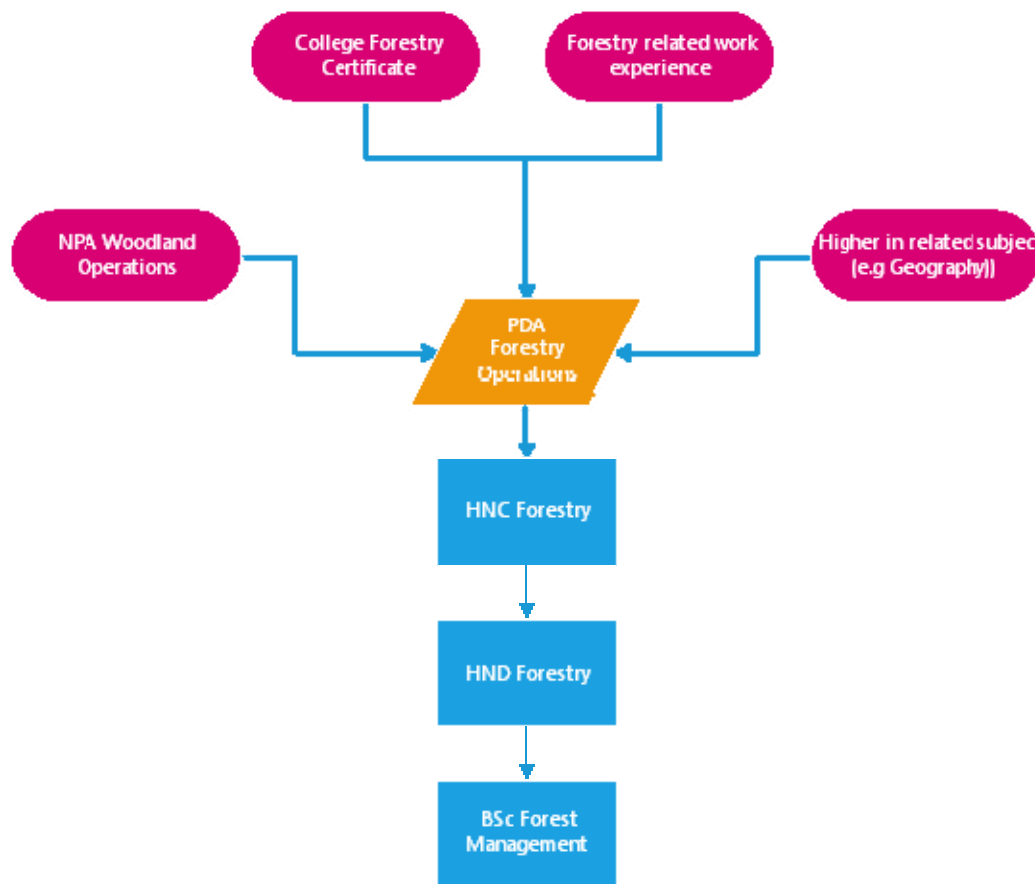 College Forestry
Certificate
Forestry related work
experience
NPA Woodland
Operations
Higher in related subjec
(e.g Geography))
PDA
Forestry
Operations
HNC Forestry
HND Forestry
BSc Forest
Management